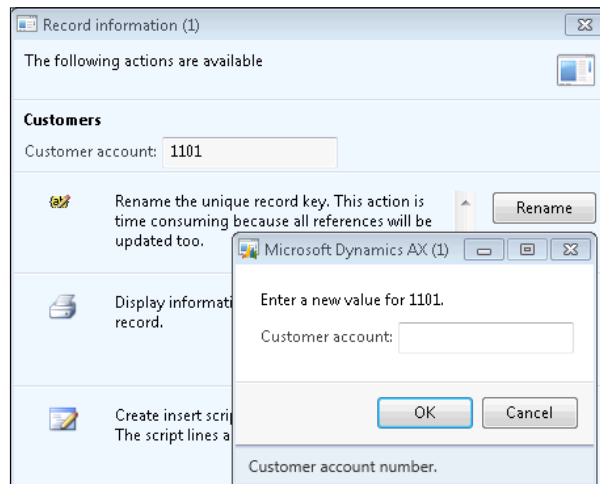 Record information (1)
The following actions are available
Customers
Customer account: 1101
Rename the unique record key. This action is
time consuming because all references will be
updated too.
Rename
Display informati
record.
Create insert scrip
The script lines a
Microsoft Dynamics AX (1)
Enter a new value for 1101.
Customer account:
OK
Cancel
Customer account number.